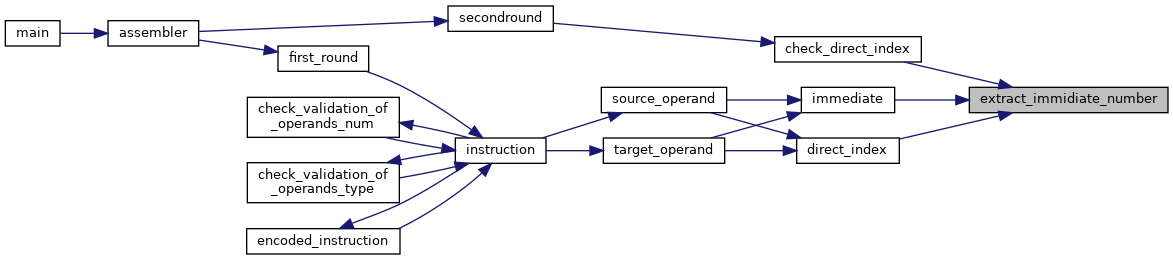 main
assembler
secondround
first_round
check_validation_of
_operands_num
check_validation_of
_operands_type
encoded_instruction
instruction
source_operand
target_operand
check_direct_index
immediate
direct_index
extract_immidiate_number